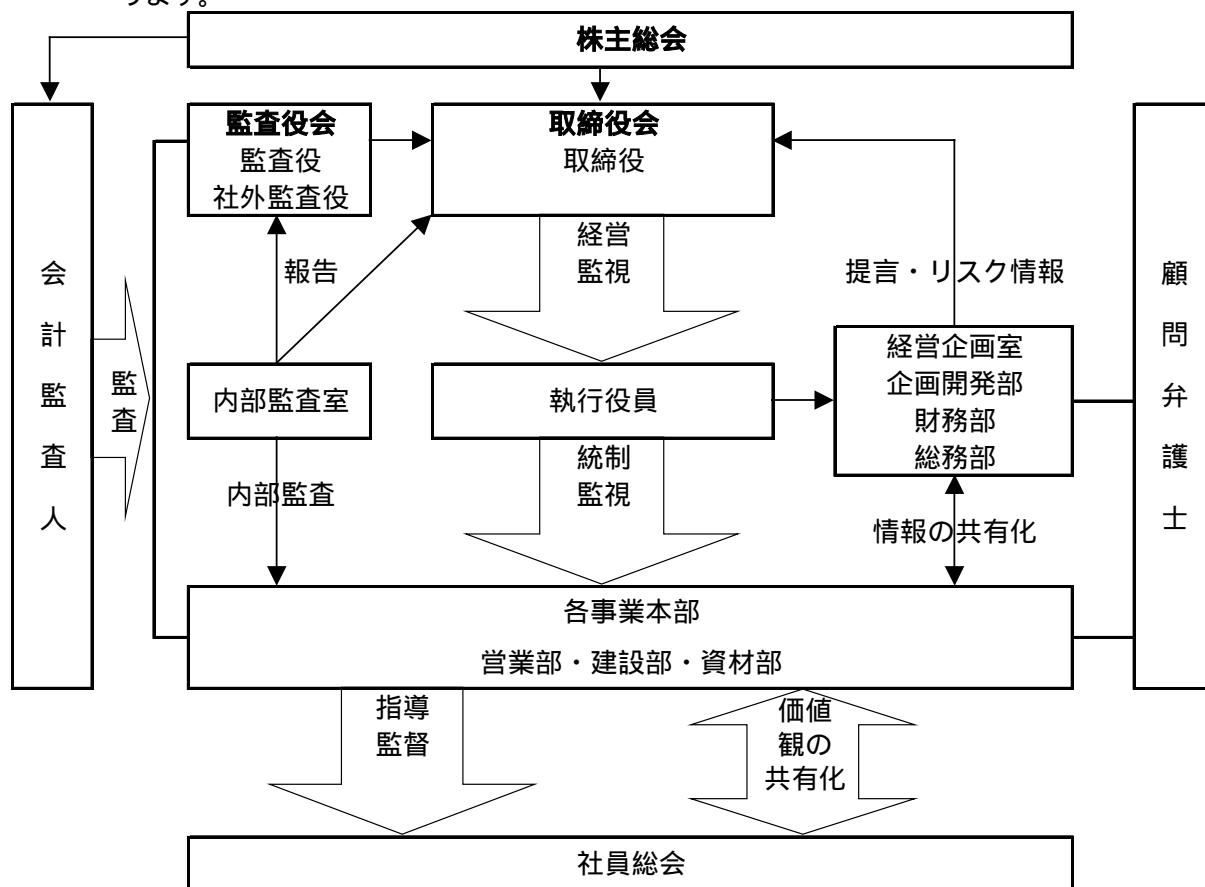 ります。
株主総会
監査役会
監査役
社外監査役
取締役会
取締役
経営
監視
報告
提言・リスク情報
会計監査人
監査
顧問弁護士
内部監査室
執行役員
経営企画室
企画開発部
財務部
総務部
統制
監視
内部監査
情報の共有化
各事業本部
営業部・建設部・資材部
指導
監督
価値
観の
共有化
社員総会